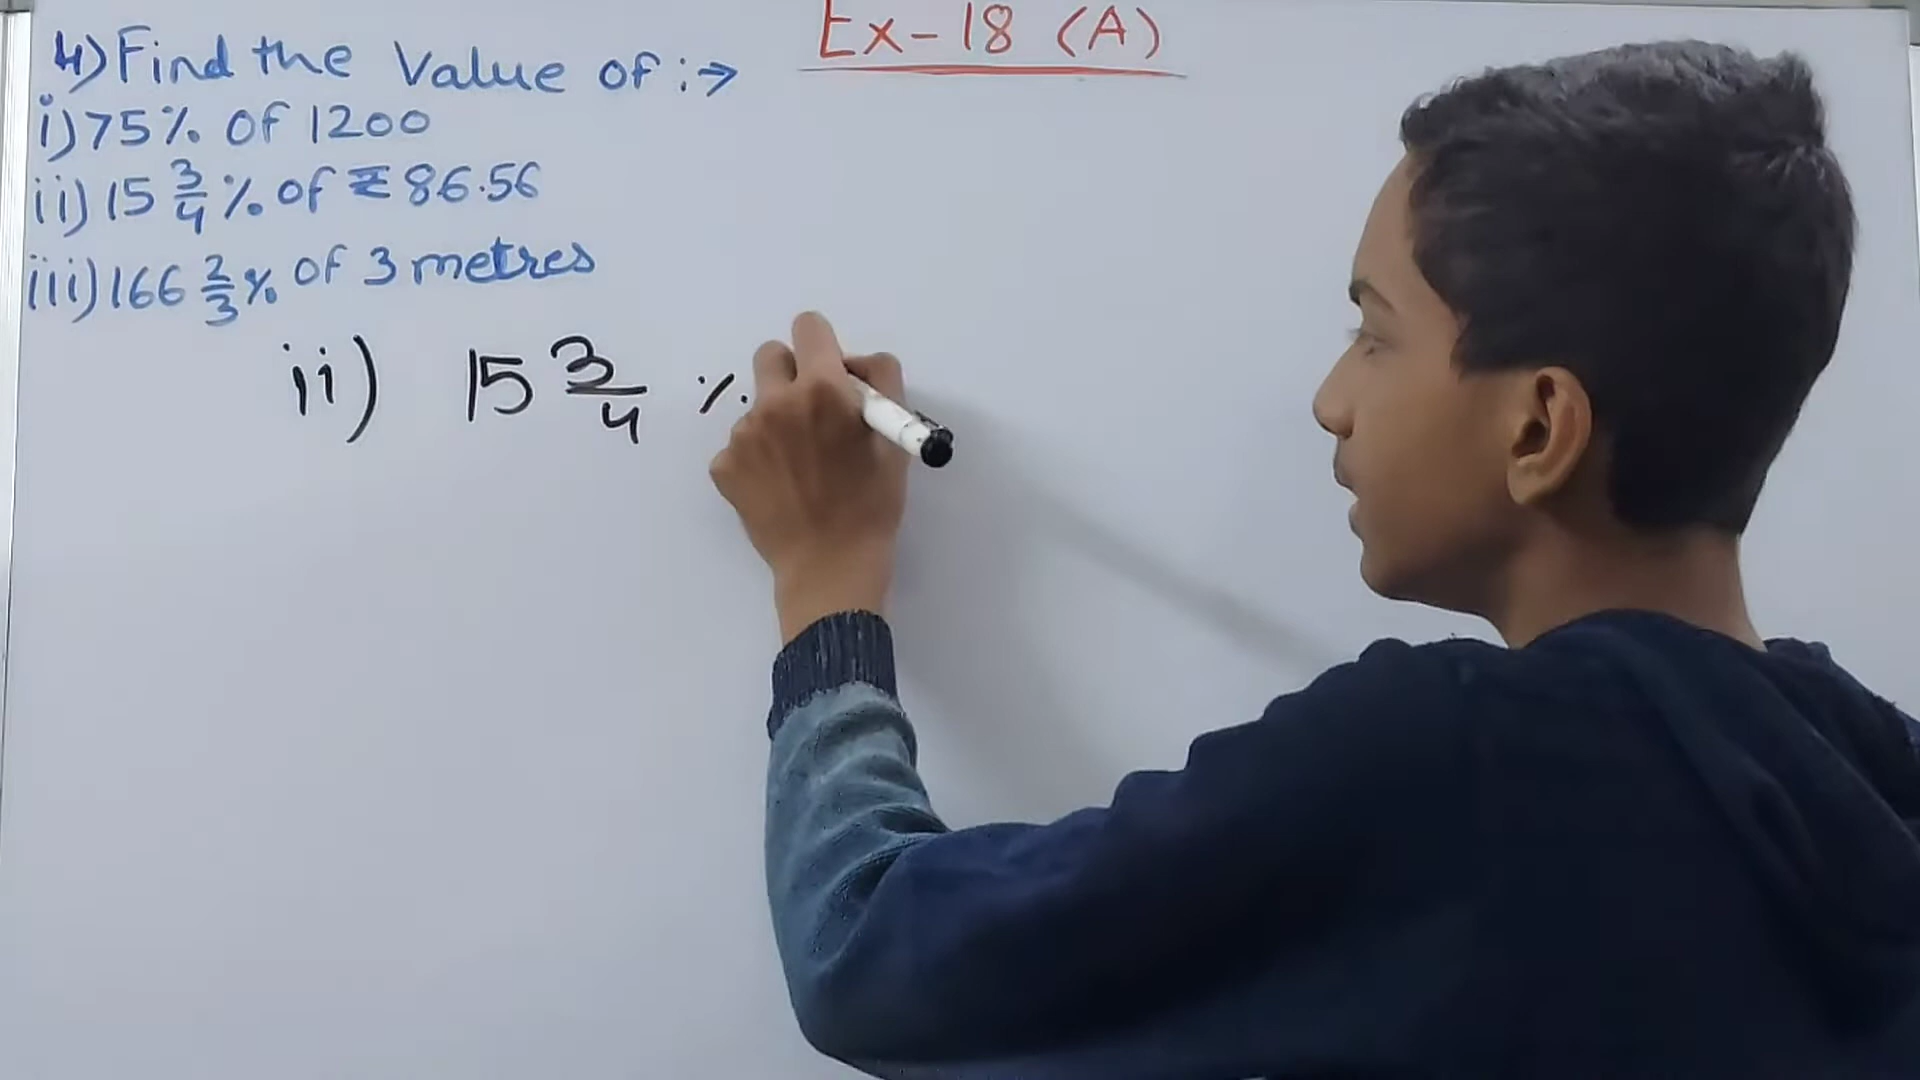 Ex-18 (A)
4) Find the Value of :→
i) 75% of 1200
ii) 15 3/4 % of ₹ 86.56
iii) 166 2/3 % of 3 metres
ii) 15 3/4 %